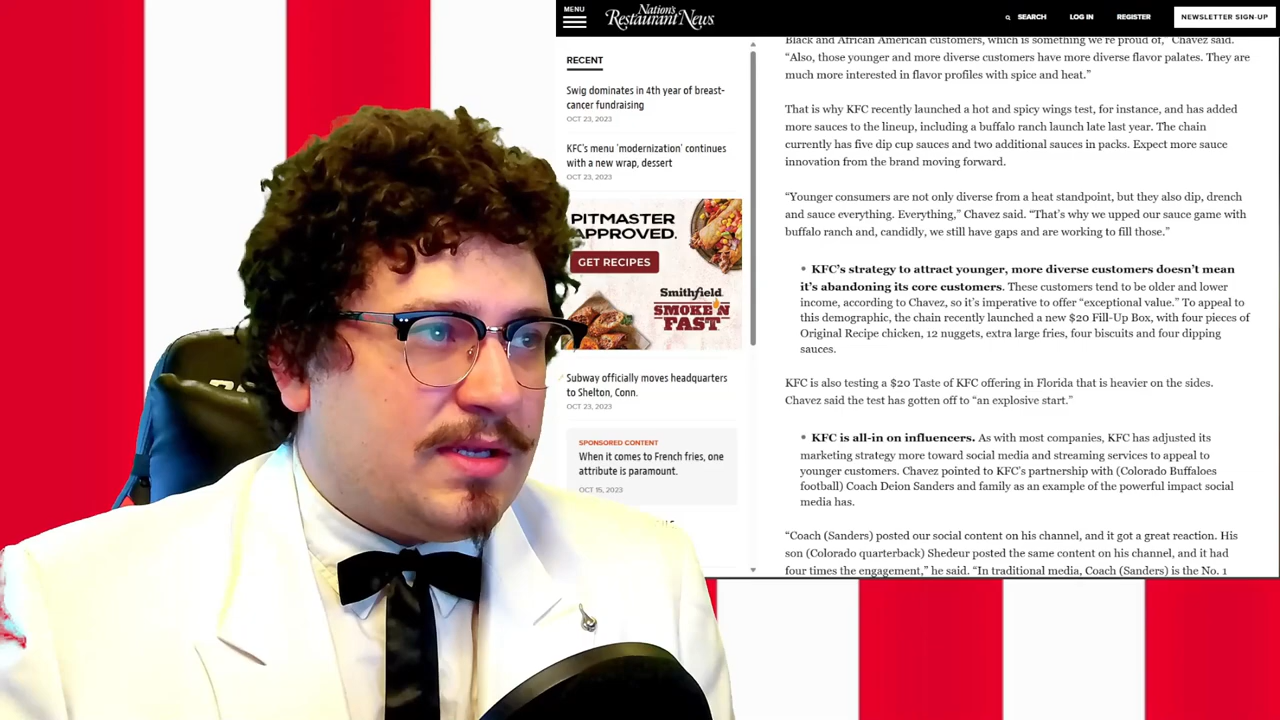 MENU
Nation's
Restaurant News
SEARCH
LOG IN
REGISTER
NEWSLETTER SIGN-UP
RECENT
Swig dominates in 4th year of breast-
cancer fundraising
OCT 23, 2023
KFC's menu 'modernization' continues
with a new wrap, dessert
OCT 23, 2023
PITMASTER
APPROVED.
GET RECIPES
Smithfield
SMOKE'N
FAST
Subway officially moves headquarters
to Shelton, Conn.
OCT 23, 2023
SPONSORED CONTENT
When it comes to French fries, one
attribute is paramount.
OCT 15, 2023
Black and African American customers, which is something we're proud of," Chavez said.
“Also, those younger and more diverse customers have more diverse flavor palates. They are
much more interested in flavor profiles with spice and heat.”
That is why KFC recently launched a hot and spicy wings test, for instance, and has added
more sauces to the lineup, including a buffalo ranch launch late last year. The chain
currently has five dip cup sauces and two additional sauces in packs. Expect more sauce
innovation from the brand moving forward.
“Younger consumers are not only diverse from a heat standpoint, but they also dip, drench
and sauce everything. Everything,” Chavez said. “That’s why we upped our sauce game with
buffalo ranch and, candidly, we still have gaps and are working to fill those.”
• KFC’s strategy to attract younger, more diverse customers doesn’t mean
it’s abandoning its core customers. These customers tend to be older and lower
income, according to Chavez, so it’s imperative to offer “exceptional value.” To appeal to
this demographic, the chain recently launched a new $20 Fill-Up Box, with four pieces of
Original Recipe chicken, 12 nuggets, extra large fries, four biscuits and four dipping
sauces.
KFC is also testing a $20 Taste of KFC offering in Florida that is heavier on the sides.
Chavez said the test has gotten off to “an explosive start.”
• KFC is all-in on influencers. As with most companies, KFC has adjusted its
marketing strategy more toward social media and streaming services to appeal to
younger customers. Chavez pointed to KFC’s partnership with (Colorado Buffaloes
football) Coach Deion Sanders and family as an example of the powerful impact social
media has.
“Coach (Sanders) posted our social content on his channel, and it got a great reaction. His
son (Colorado quarterback) Shedeur posted the same content on his channel, and it had
four times the engagement,” he said. “In traditional media, Coach (Sanders) is the No. 1